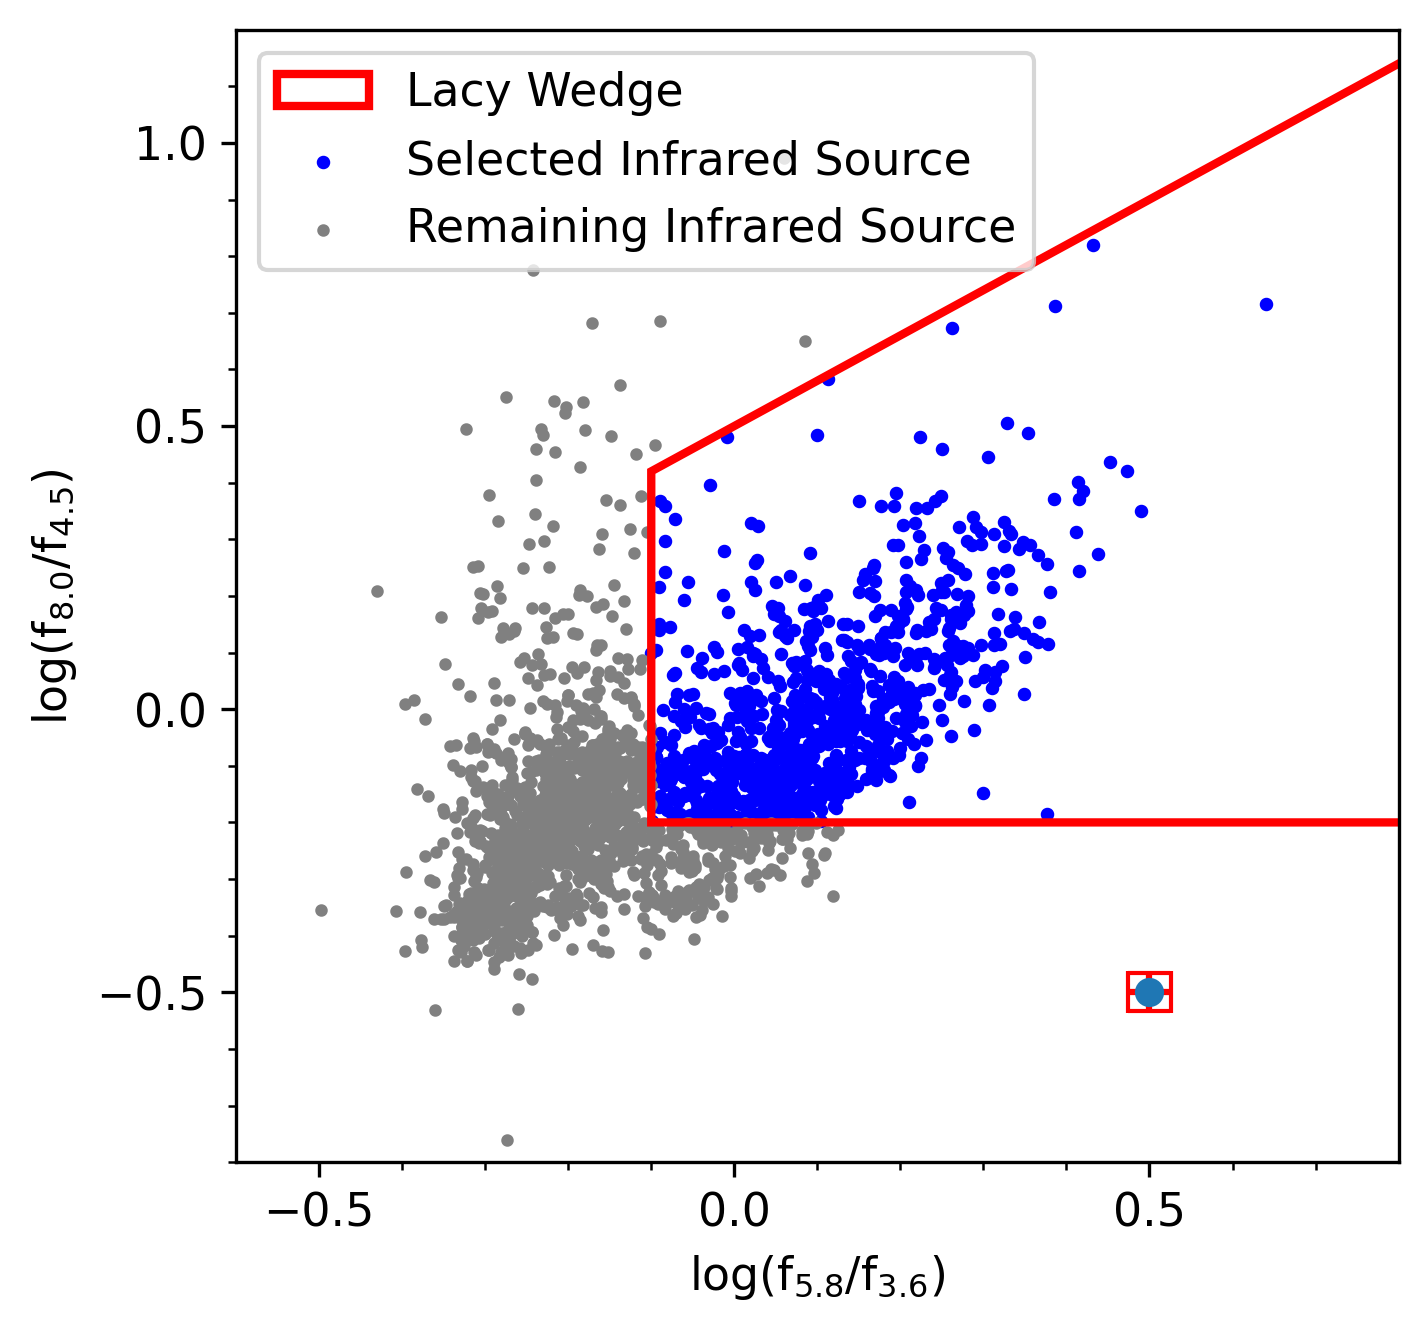 Lacy Wedge
Selected Infrared Source
Remaining Infrared Source
1.0
0.5
0.0
−0.5
log(f8.0/f4.5)
−0.5 0.0 0.5
log(f5.8/f3.6)